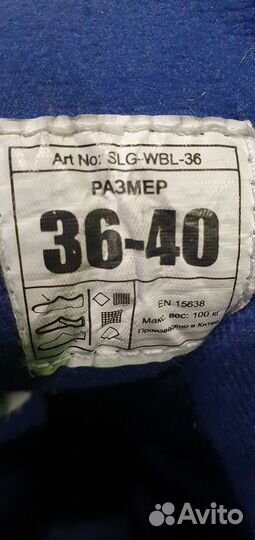 Art No: SLG-WBL-36
РАЗМЕР
36-40
EN 15638
Макс вес: 100 кг
Произведено в Китае
Avito